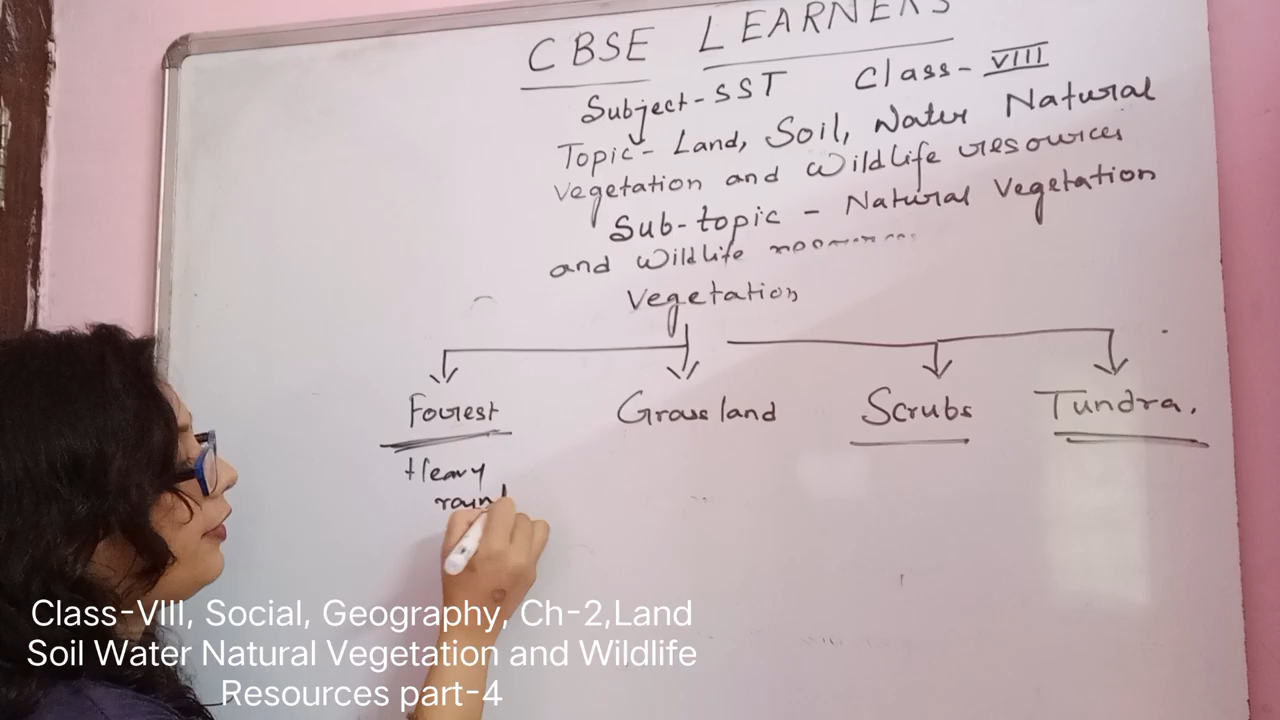 CBSE LEARNERS
Subject-SST Class-VIII
Topic- Land, Soil, Water Natural
Vegetation and Wildlife resources
Sub-topic - Natural Vegetation
and Wildlife
Vegetation
Forest Grassland Scrubs Tundra.
Heavy
rain
Class-VIII, Social, Geography, Ch-2,Land
Soil Water Natural Vegetation and Wildlife
Resources part-4